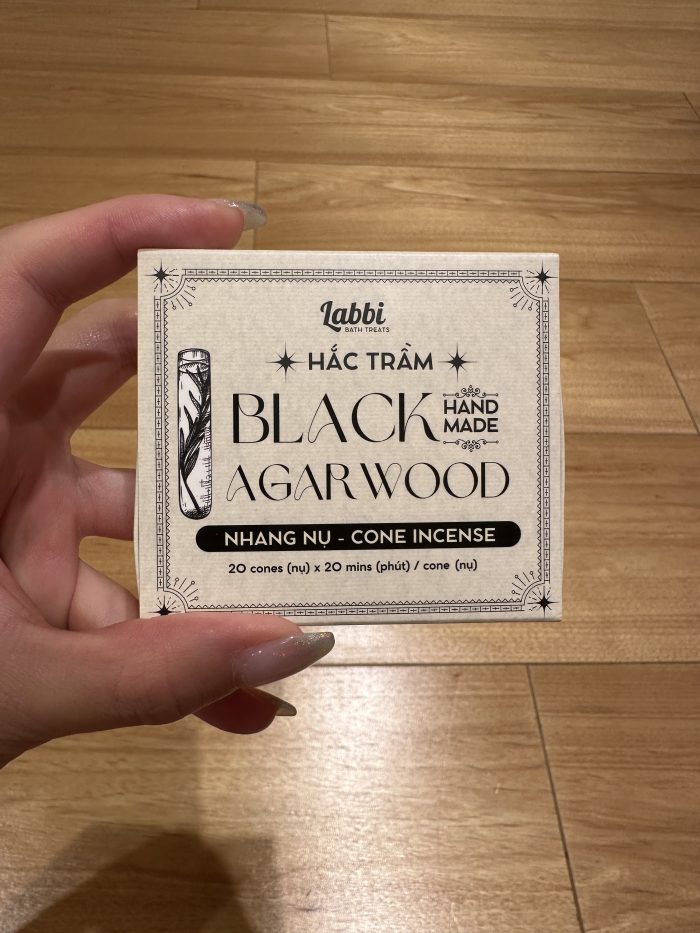 Labbi
BATH TREATS
HẮC TRẦM
BLACK
HAND
MADE
AGARWOOD
NHANG NỤ - CONE INCENSE
20 cones (nụ) x 20 mins (phút) / cone (nụ)